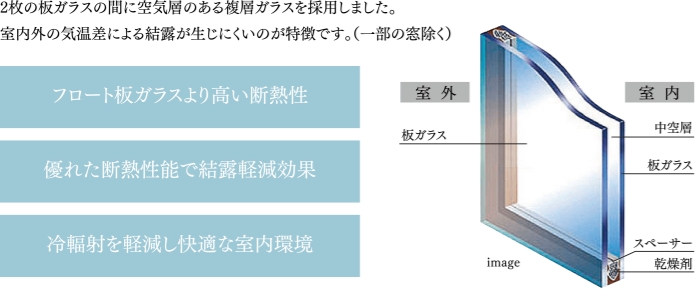 2枚の板ガラスの間に空気層のある複層ガラスを採用しました。
室内外の気温差による結露が生じにくいのが特徴です。(一部の窓除く)
フロート板ガラスより高い断熱性
優れた断熱性能で結露軽減効果
冷輻射を軽減し快適な室内環境
室外
室内
板ガラス
中空層
板ガラス
スペーサー
乾燥剤
image